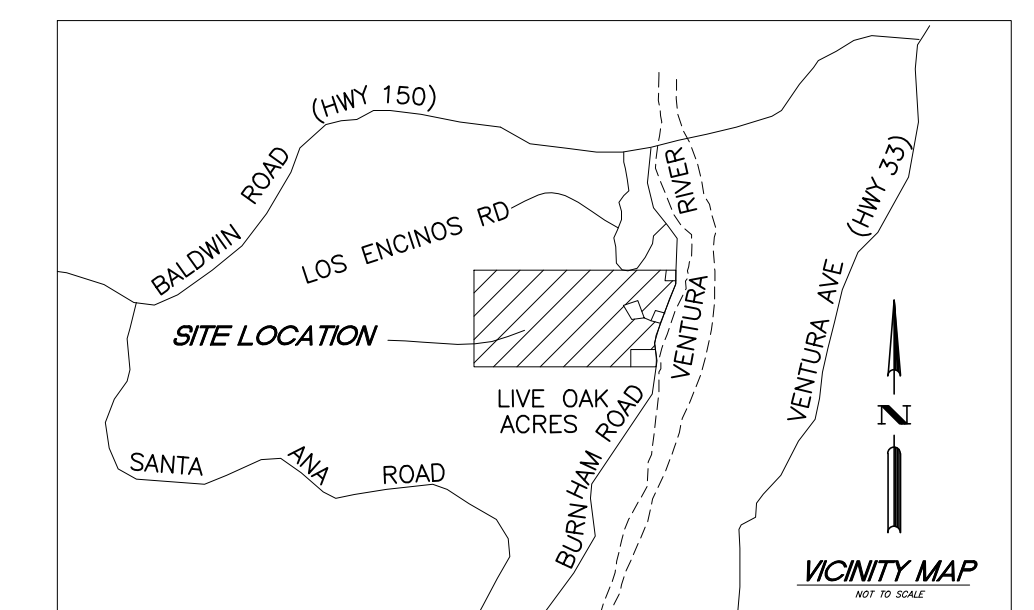 (HWY 150)
BALDWIN ROAD
LOS ENCINOS RD
RIVER
VENTURA
(HWY 33)
VENTURA AVE
SITE LOCATION
LIVE OAK
ACRES
BURNHAM ROAD
SANTA ANA ROAD
N
VICINITY MAP
NOT TO SCALE